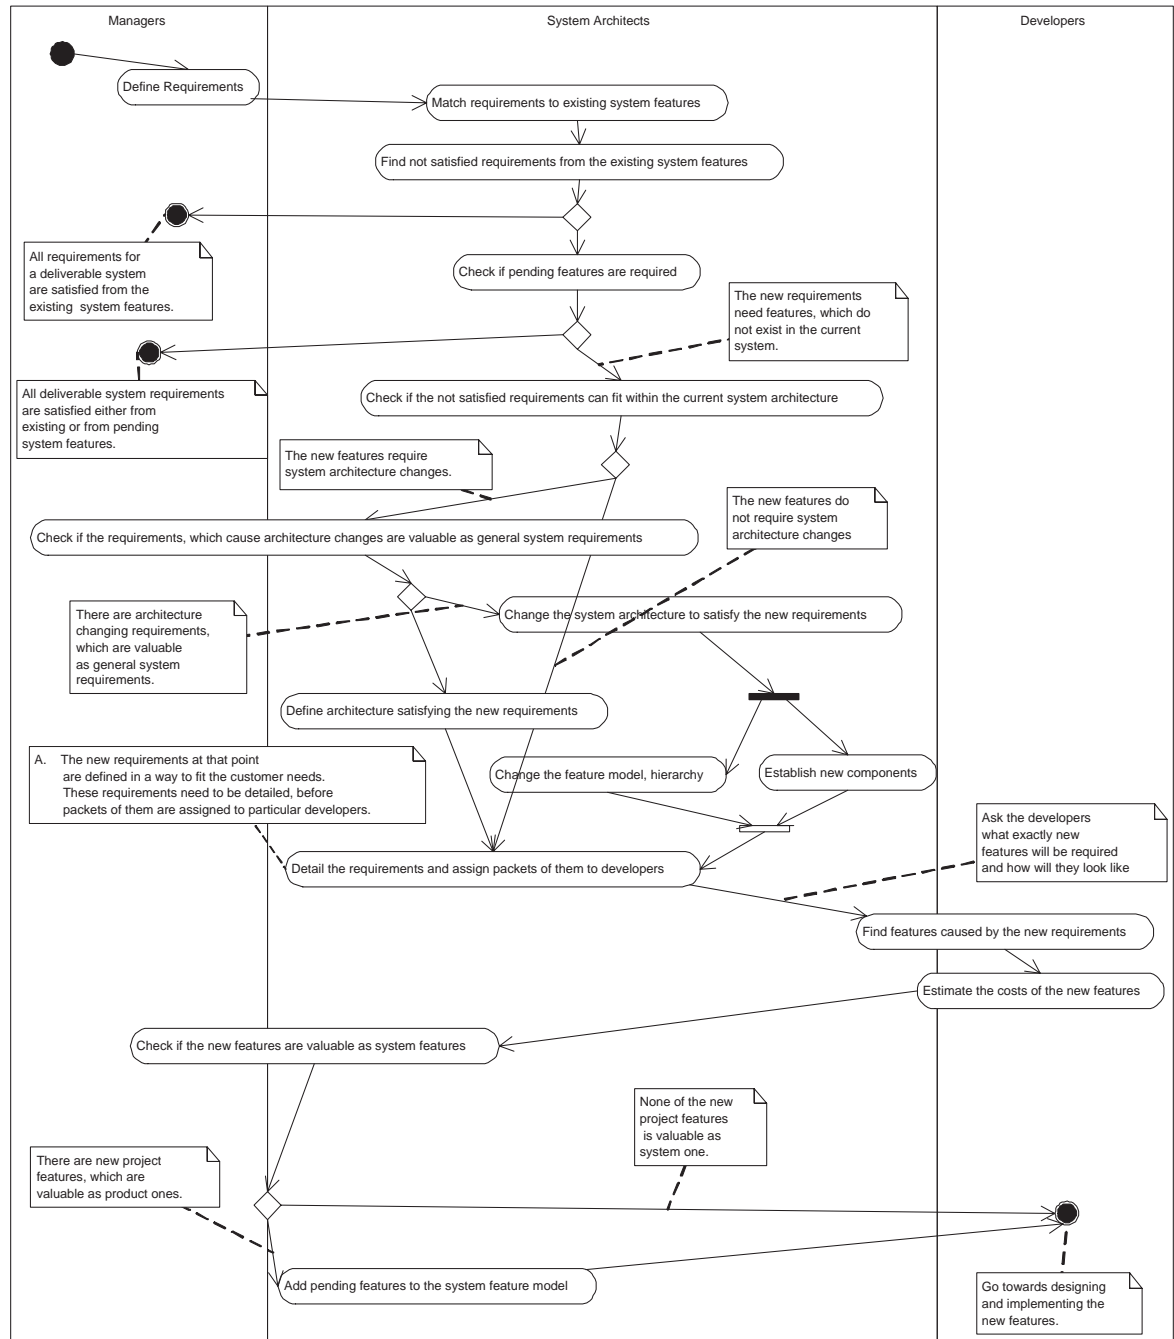 Managers
System Architects
Developers
Define Requirements
Match requirements to existing system features
Find not satisfied requirements from the existing system features
All requirements for
a deliverable system
are satisfied from the
existing system features.
Check if pending features are required
The new requirements
need features, which do
not exist in the current
system.
All deliverable system requirements
are satisfied either from
existing or from pending
system features.
Check if the not satisfied requirements can fit within the current system architecture
The new features require
system architecture changes.
The new features do
not require system
architecture changes
Check if the requirements, which cause architecture changes are valuable as general system requirements
There are architecture
changing requirements,
which are valuable
as general system
requirements.
Change the system architecture to satisfy the new requirements
Define architecture satisfying the new requirements
A. The new requirements at that point
are defined in a way to fit the customer needs.
These requirements need to be detailed, before
packets of them are assigned to particular developers.
Change the feature model, hierarchy
Establish new components
Ask the developers
what exactly new
features will be required
and how will they look like
Detail the requirements and assign packets of them to developers
Find features caused by the new requirements
Estimate the costs of the new features
Check if the new features are valuable as system features
None of the new
project features
is valuable as
system one.
There are new project
features, which are
valuable as product ones.
Add pending features to the system feature model
Go towards designing
and implementing the
new features.